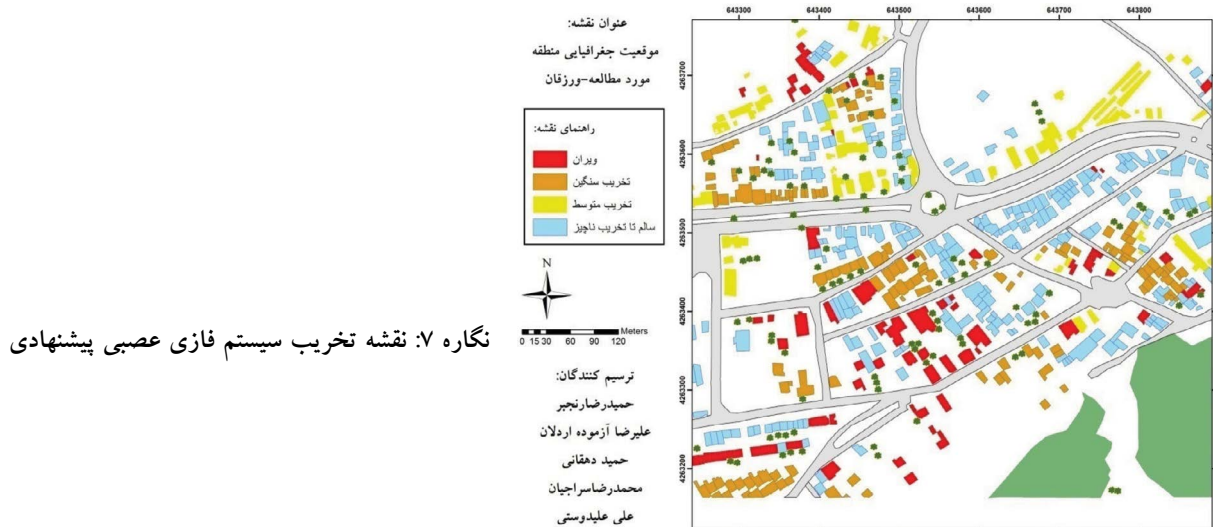 عنوان نقشه:
موقعیت جغرافیایی منطقه
مورد مطالعه-ورزقان
راهنمای نقشه:
ویران
تخریب سنگین
تخریب متوسط
سالم تا تخریب ناچیز
N
0 15 30 60 90 120 Meters
ترسیم کنندگان:
حمیدرضارنجبر
علیرضا آزموده اردلان
حمید دهقانی
محمدرضاسراجیان
علی علیدوستی
643300 643400 643500 643600 643700 643800
4263700
4263600
4263500
4263400
4263300
4263200
نگاره ۷: نقشه تخریب سیستم فازی عصبی پیشنهادی